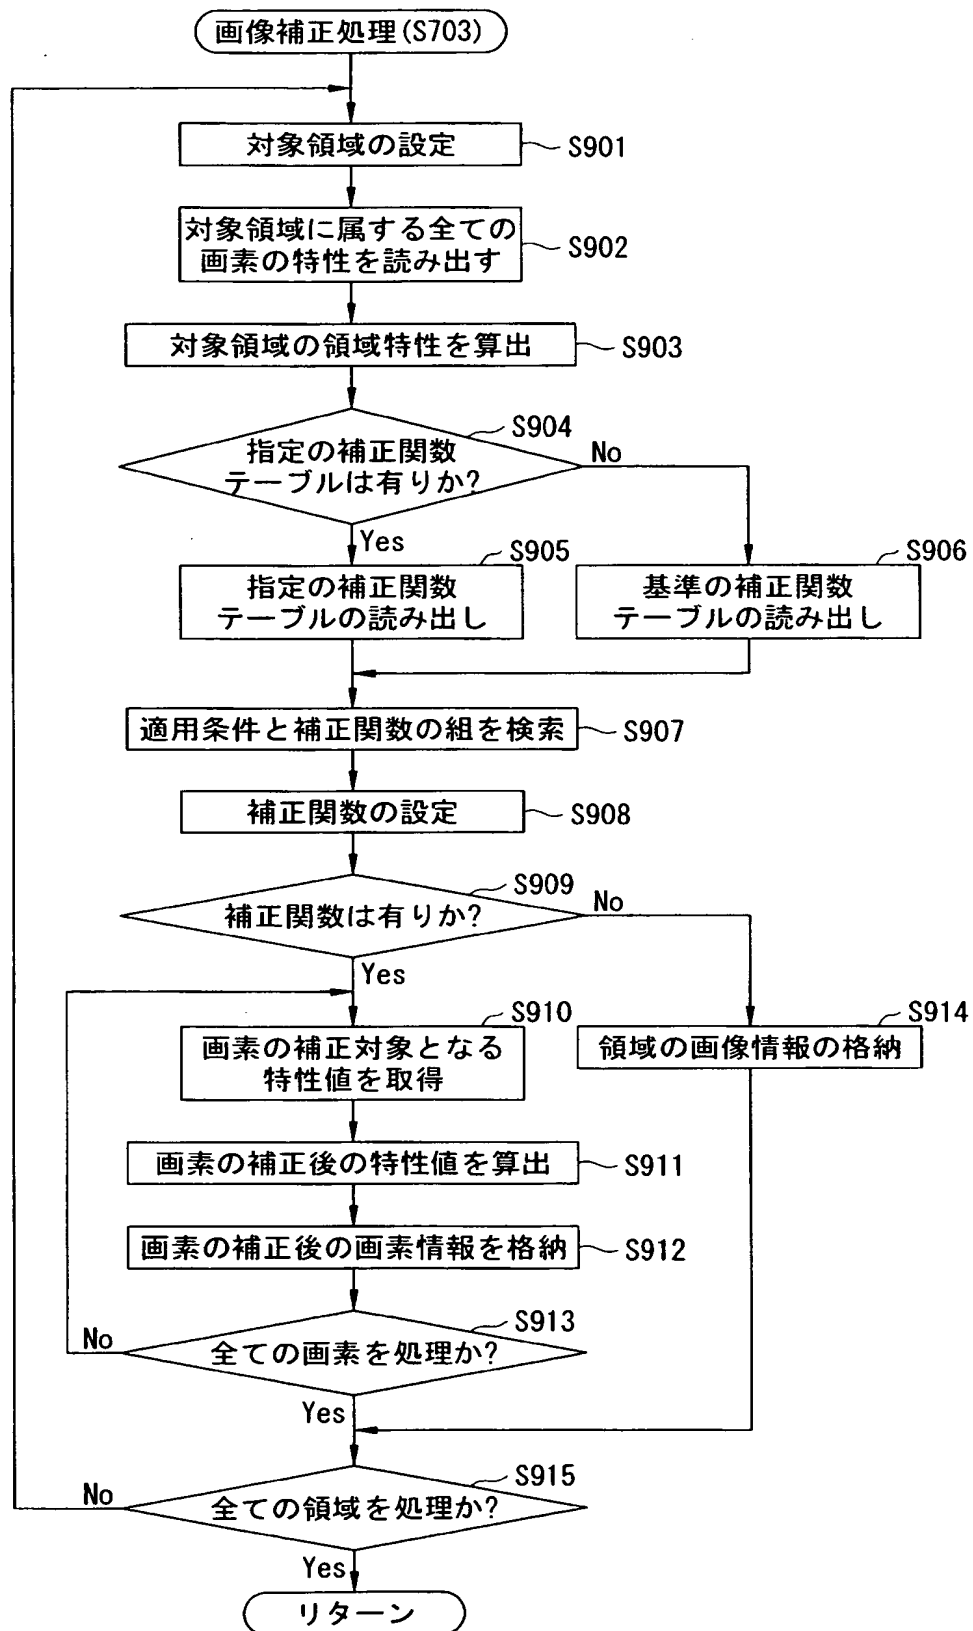 画像補正処理(S703)
対象領域の設定
S901
対象領域に属する全ての
画素の特性を読み出す
S902
対象領域の領域特性を算出
S903
S904
指定の補正関数
テーブルは有りか?
No
Yes
S905
指定の補正関数
テーブルの読み出し
S906
基準の補正関数
テーブルの読み出し
適用条件と補正関数の組を検索
S907
補正関数の設定
S908
S909
補正関数は有りか?
No
Yes
S910
画素の補正対象となる
特性値を取得
S914
領域の画像情報の格納
画素の補正後の特性値を算出
S911
画素の補正後の画素情報を格納
S912
S913
全ての画素を処理か?
No
Yes
S915
全ての領域を処理か?
No
Yes
リターン